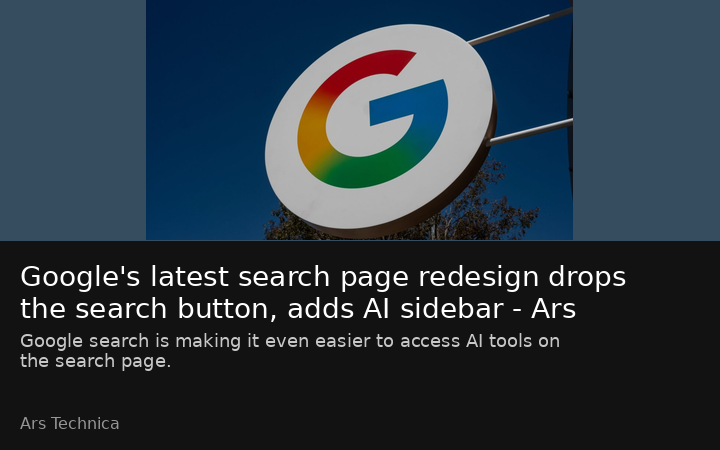 Google's latest search page redesign drops
the search button, adds AI sidebar - Ars
Google search is making it even easier to access AI tools on
the search page.
Ars Technica